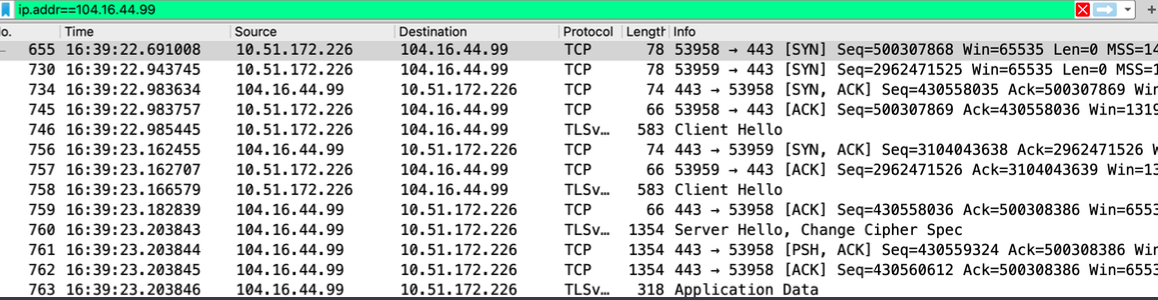 ip.addr==104.16.44.99
o. Time Source Destination Protocol Length Info
655 16:39:22.691008 10.51.172.226 104.16.44.99 TCP 78 53958 → 443 [SYN] Seq=500307868 Win=65535 Len=0 MSS=14
730 16:39:22.943745 10.51.172.226 104.16.44.99 TCP 78 53959 → 443 [SYN] Seq=2962471525 Win=65535 Len=0 MSS=1
734 16:39:22.983634 104.16.44.99 10.51.172.226 TCP 74 443 → 53958 [SYN, ACK] Seq=430558035 Ack=500307869 Win
745 16:39:22.983757 10.51.172.226 104.16.44.99 TCP 66 53958 → 443 [ACK] Seq=500307869 Ack=430558036 Win=1319
746 16:39:22.985445 10.51.172.226 104.16.44.99 TLSv… 583 Client Hello
756 16:39:23.162455 104.16.44.99 10.51.172.226 TCP 74 443 → 53959 [SYN, ACK] Seq=3104043638 Ack=2962471526 W
757 16:39:23.162707 10.51.172.226 104.16.44.99 TCP 66 53959 → 443 [ACK] Seq=2962471526 Ack=3104043639 Win=13
758 16:39:23.166579 10.51.172.226 104.16.44.99 TLSv… 583 Client Hello
759 16:39:23.182839 104.16.44.99 10.51.172.226 TCP 66 443 → 53958 [ACK] Seq=430558036 Ack=500308386 Win=6553
760 16:39:23.203843 104.16.44.99 10.51.172.226 TLSv… 1354 Server Hello, Change Cipher Spec
761 16:39:23.203844 104.16.44.99 10.51.172.226 TCP 1354 443 → 53958 [PSH, ACK] Seq=430559324 Ack=500308386 Win
762 16:39:23.203845 104.16.44.99 10.51.172.226 TCP 1354 443 → 53958 [ACK] Seq=430560612 Ack=500308386 Win=6553
763 16:39:23.203846 104.16.44.99 10.51.172.226 TLSv… 318 Application Data